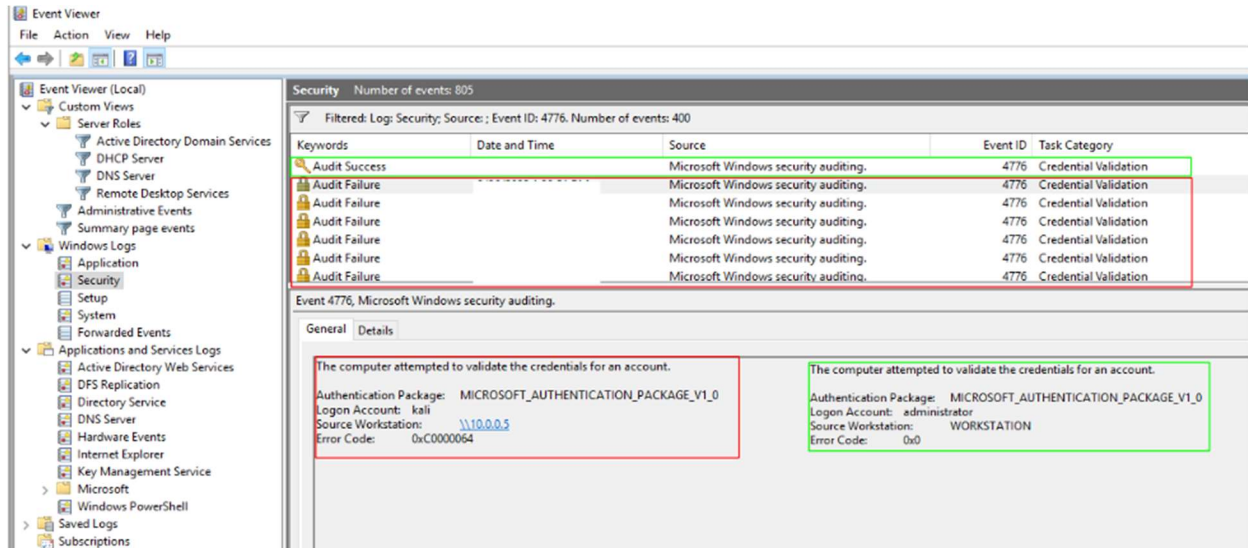 Event Viewer
File Action View Help
Event Viewer (Local)
Custom Views
Server Roles
Active Directory Domain Services
DHCP Server
DNS Server
Remote Desktop Services
Administrative Events
Summary page events
Windows Logs
Application
Security
Setup
System
Forwarded Events
Applications and Services Logs
Active Directory Web Services
DFS Replication
Directory Service
DNS Server
Hardware Events
Internet Explorer
Key Management Service
Microsoft
Windows PowerShell
Saved Logs
Subscriptions
Security Number of events: 805
Filtered: Log: Security; Source: ; Event ID: 4776. Number of events: 400
Keywords Date and Time Source Event ID Task Category
Audit Success Microsoft Windows security auditing. 4776 Credential Validation
Audit Failure Microsoft Windows security auditing. 4776 Credential Validation
Audit Failure Microsoft Windows security auditing. 4776 Credential Validation
Audit Failure Microsoft Windows security auditing. 4776 Credential Validation
Audit Failure Microsoft Windows security auditing. 4776 Credential Validation
Audit Failure Microsoft Windows security auditing. 4776 Credential Validation
Audit Failure Microsoft Windows security auditing. 4776 Credential Validation
Event 4776, Microsoft Windows security auditing.
General Details
The computer attempted to validate the credentials for an account.
Authentication Package: MICROSOFT_AUTHENTICATION_PACKAGE_V1_0
Logon Account: kali
Source Workstation: \\10.0.0.5
Error Code: 0xC0000064
The computer attempted to validate the credentials for an account.
Authentication Package: MICROSOFT_AUTHENTICATION_PACKAGE_V1_0
Logon Account: administrator
Source Workstation: WORKSTATION
Error Code: 0x0